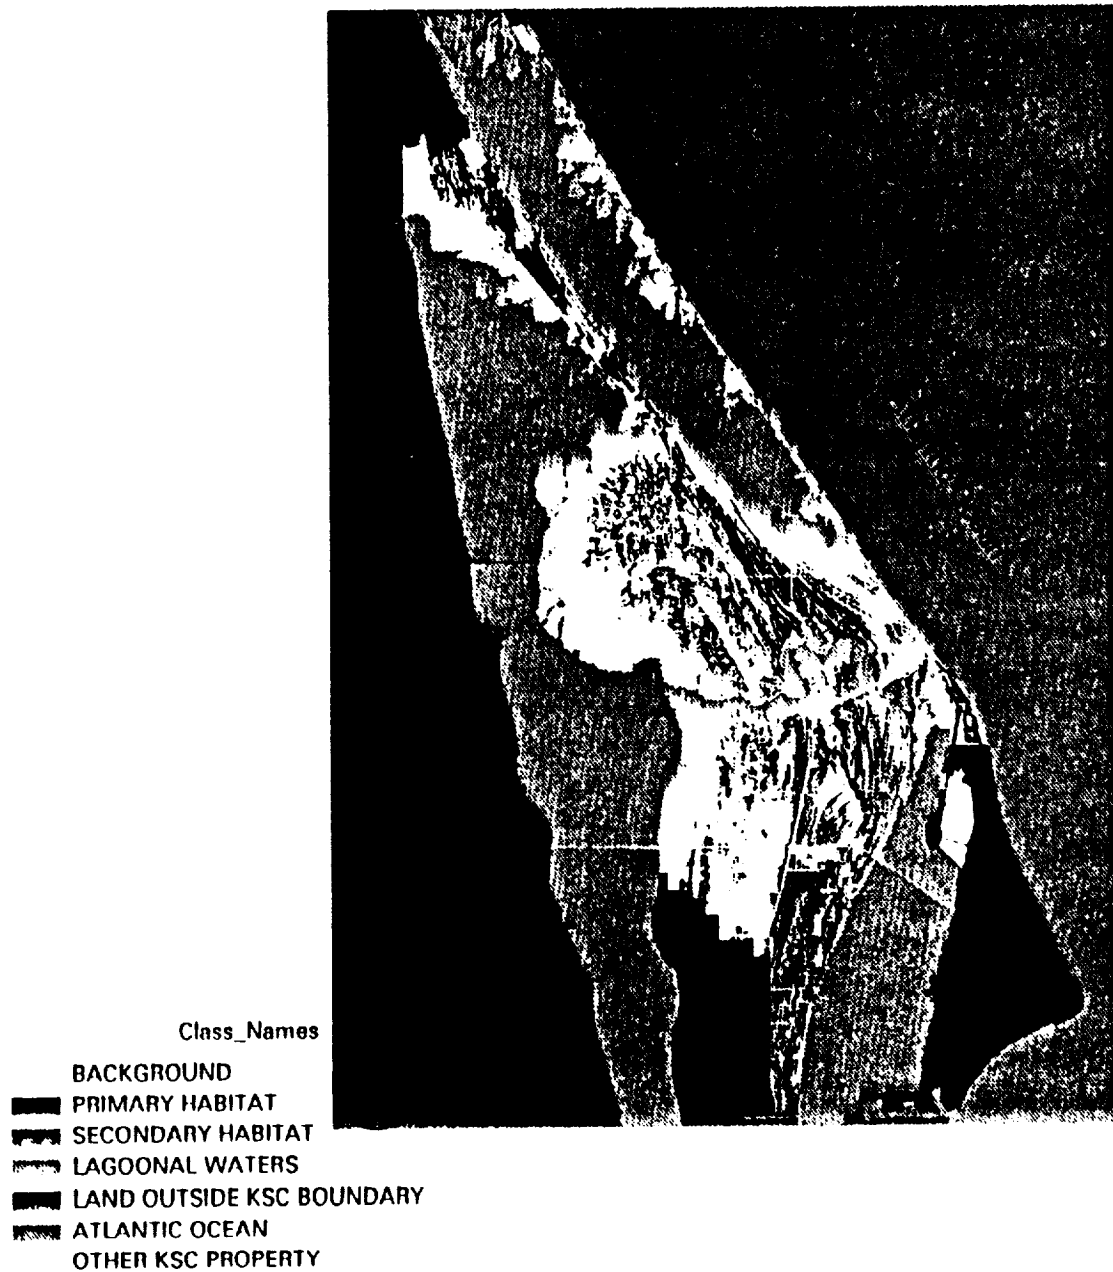 Class_Names
BACKGROUND
PRIMARY HABITAT
SECONDARY HABITAT
LAGOONAL WATERS
LAND OUTSIDE KSC BOUNDARY
ATLANTIC OCEAN
OTHER KSC PROPERTY